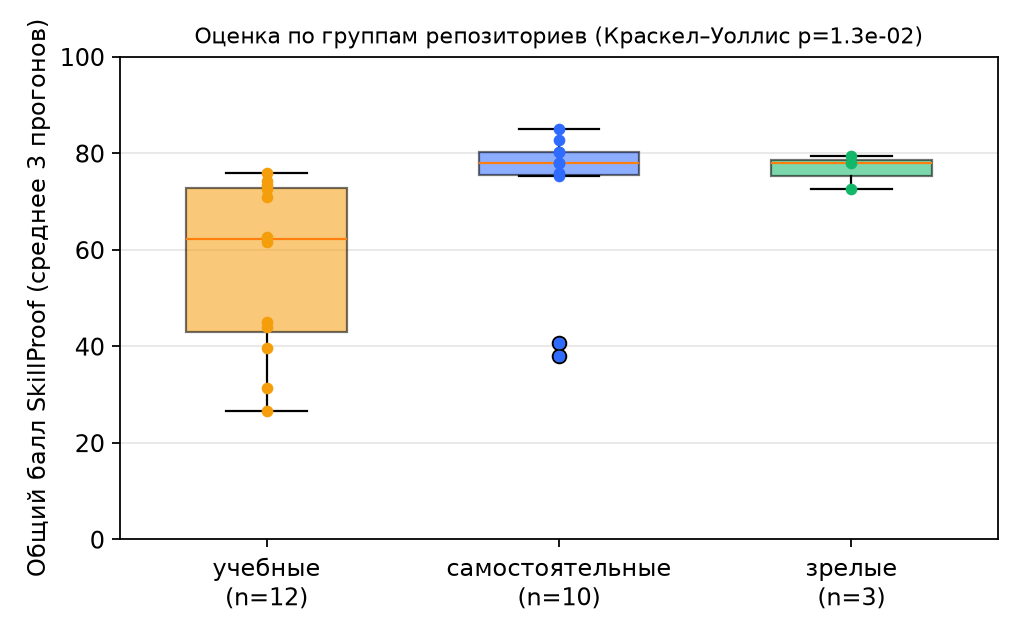 Оценка по группам репозиториев (Краскел–Уоллис p=1.3e-02)
Общий балл SkillProof (среднее 3 прогонов)
100
80
60
40
20
0
учебные
(n=12)
самостоятельные
(n=10)
зрелые
(n=3)